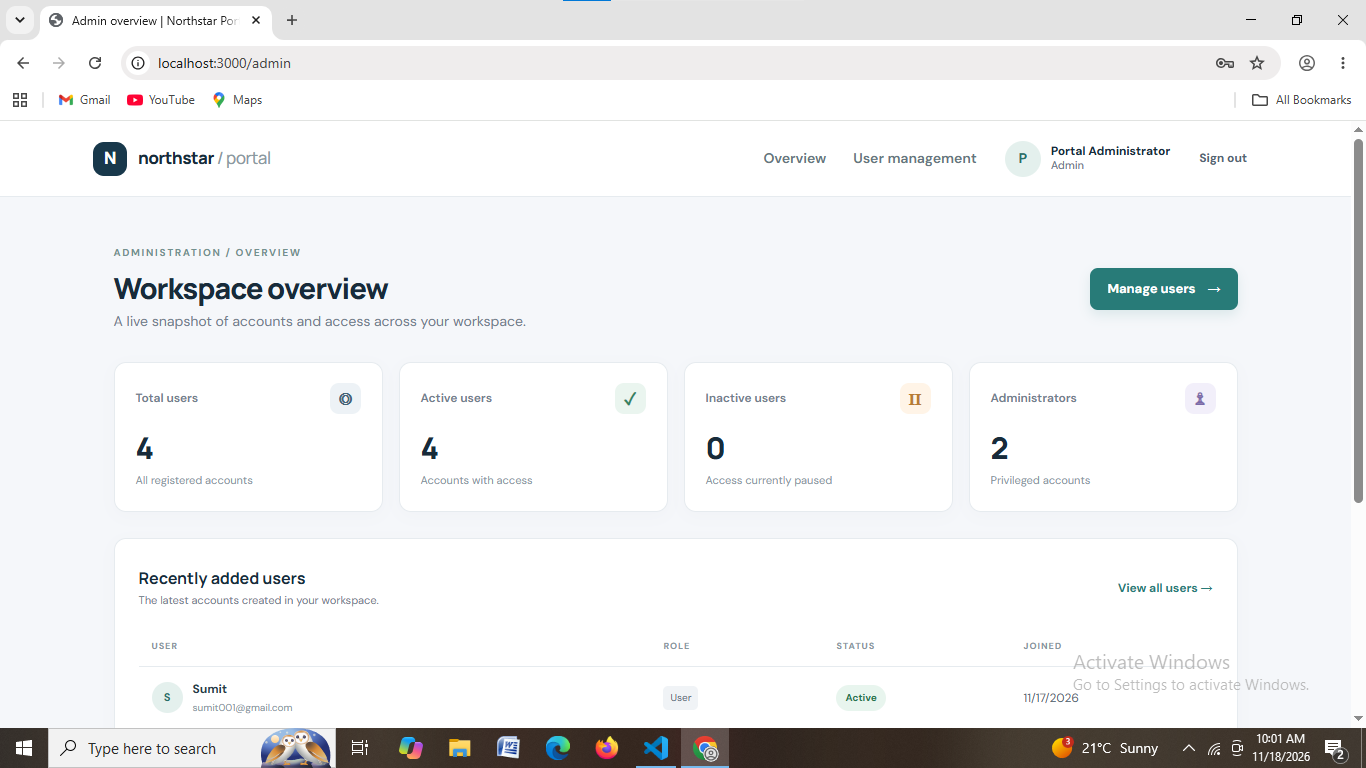 Admin overview | Northstar Por
localhost:3000/admin
Gmail YouTube Maps All Bookmarks
N northstar / portal Overview User management P Portal Administrator Sign out
Admin
ADMINISTRATION / OVERVIEW
Workspace overview
Manage users →
A live snapshot of accounts and access across your workspace.
Total users Active users Inactive users Administrators
4 4 0 2
All registered accounts Accounts with access Access currently paused Privileged accounts
Recently added users
View all users →
The latest accounts created in your workspace.
USER ROLE STATUS JOINED
Activate Windows
Go to Settings to activate Windows.
S Sumit User Active 11/17/2026
sumit001@gmail.com
Type here to search 3 21°C Sunny 10:01 AM
11/18/2026 2